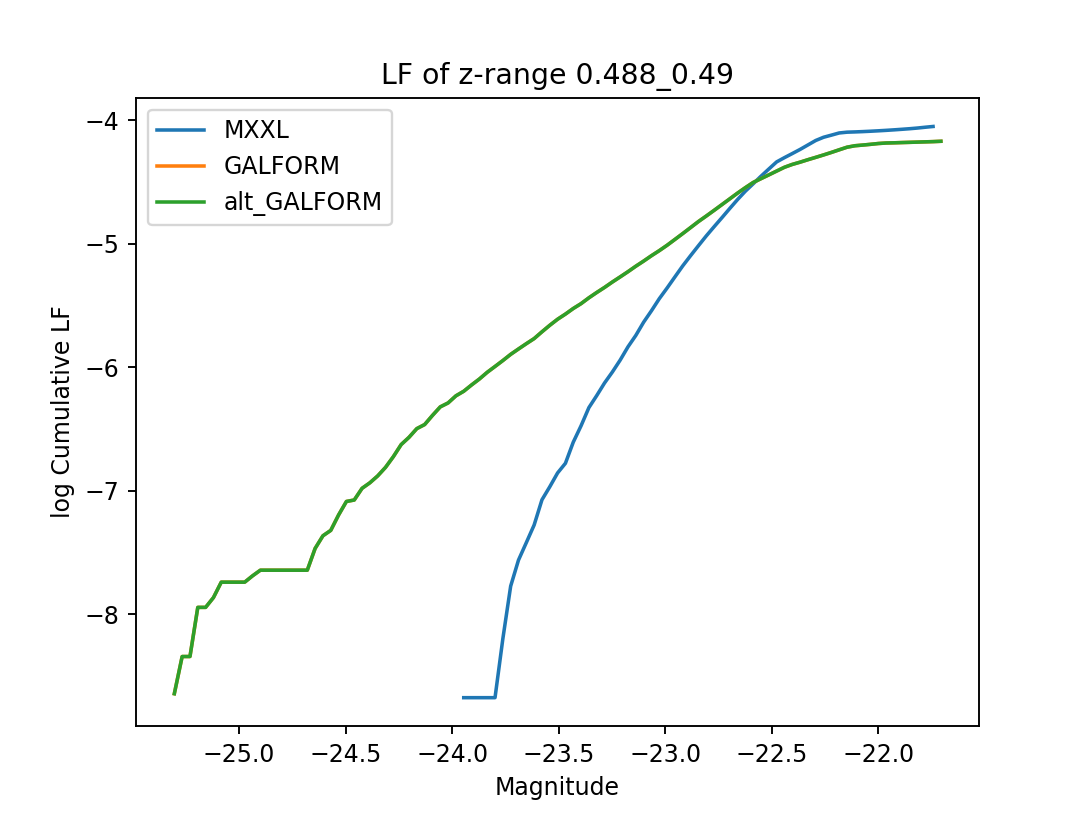 LF of z-range 0.488_0.49
MXXL
GALFORM
alt_GALFORM
−4
−5
−6
−7
−8
log Cumulative LF
−25.0 −24.5 −24.0 −23.5 −23.0 −22.5 −22.0
Magnitude